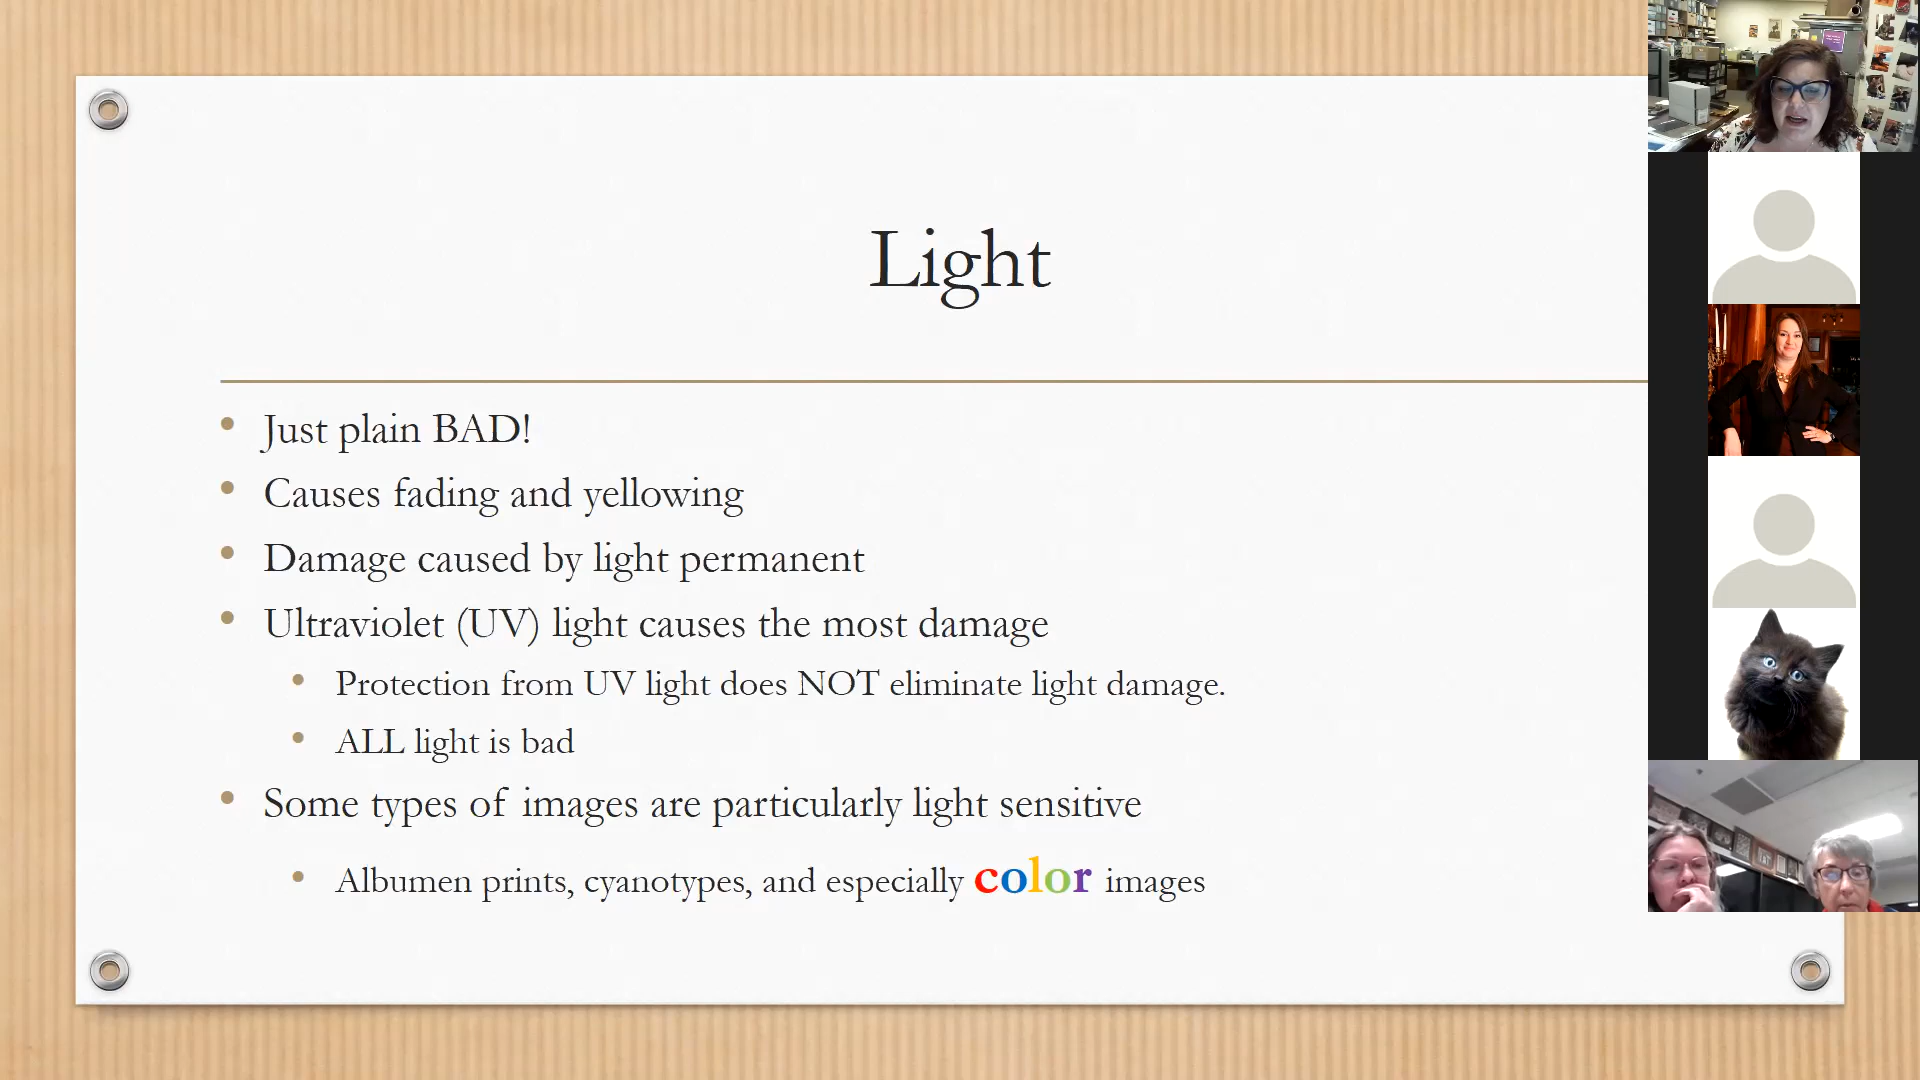 Light
Just plain BAD!
Causes fading and yellowing
Damage caused by light permanent
Ultraviolet (UV) light causes the most damage
Protection from UV light does NOT eliminate light damage.
ALL light is bad
Some types of images are particularly light sensitive
Albumen prints, cyanotypes, and especially color images